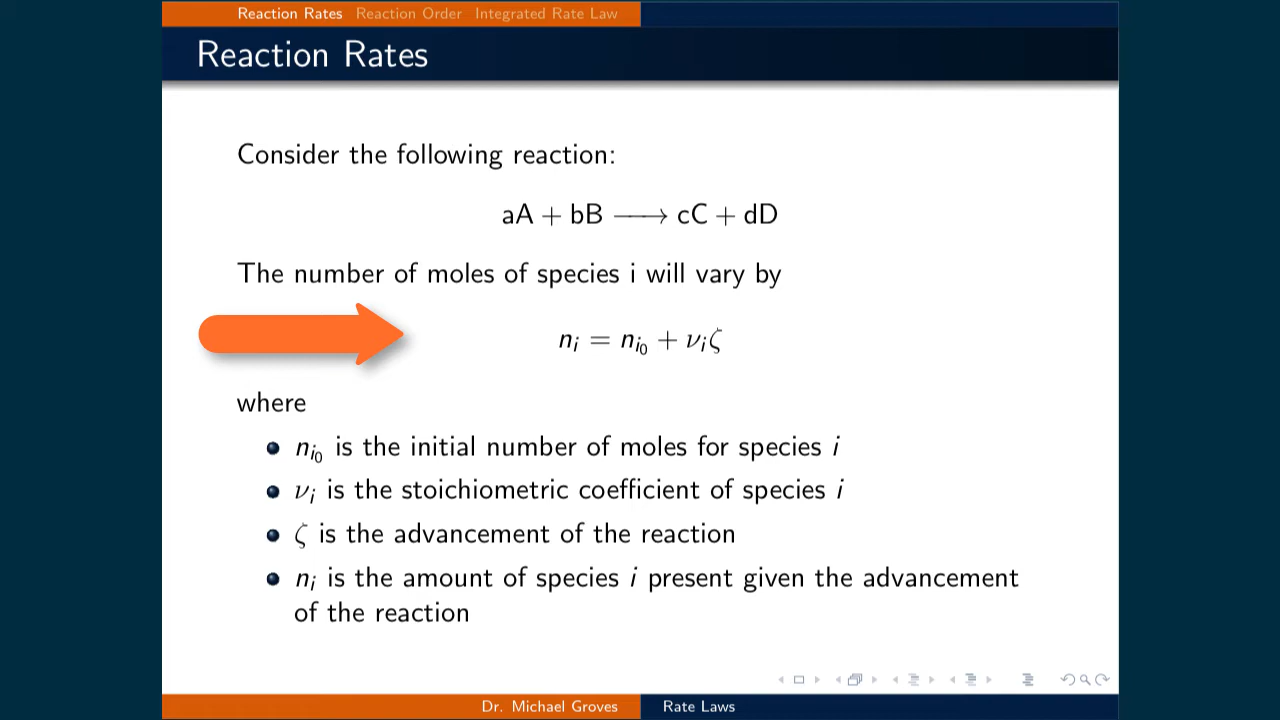 Reaction Rates Reaction Order Integrated Rate Law
Reaction Rates
Consider the following reaction:
aA + bB ⟶ cC + dD
The number of moles of species i will vary by
nᵢ = nᵢ₀ + νᵢζ
where
nᵢ₀ is the initial number of moles for species i
νᵢ is the stoichiometric coefficient of species i
ζ is the advancement of the reaction
nᵢ is the amount of species i present given the advancement
of the reaction
Dr. Michael Groves Rate Laws